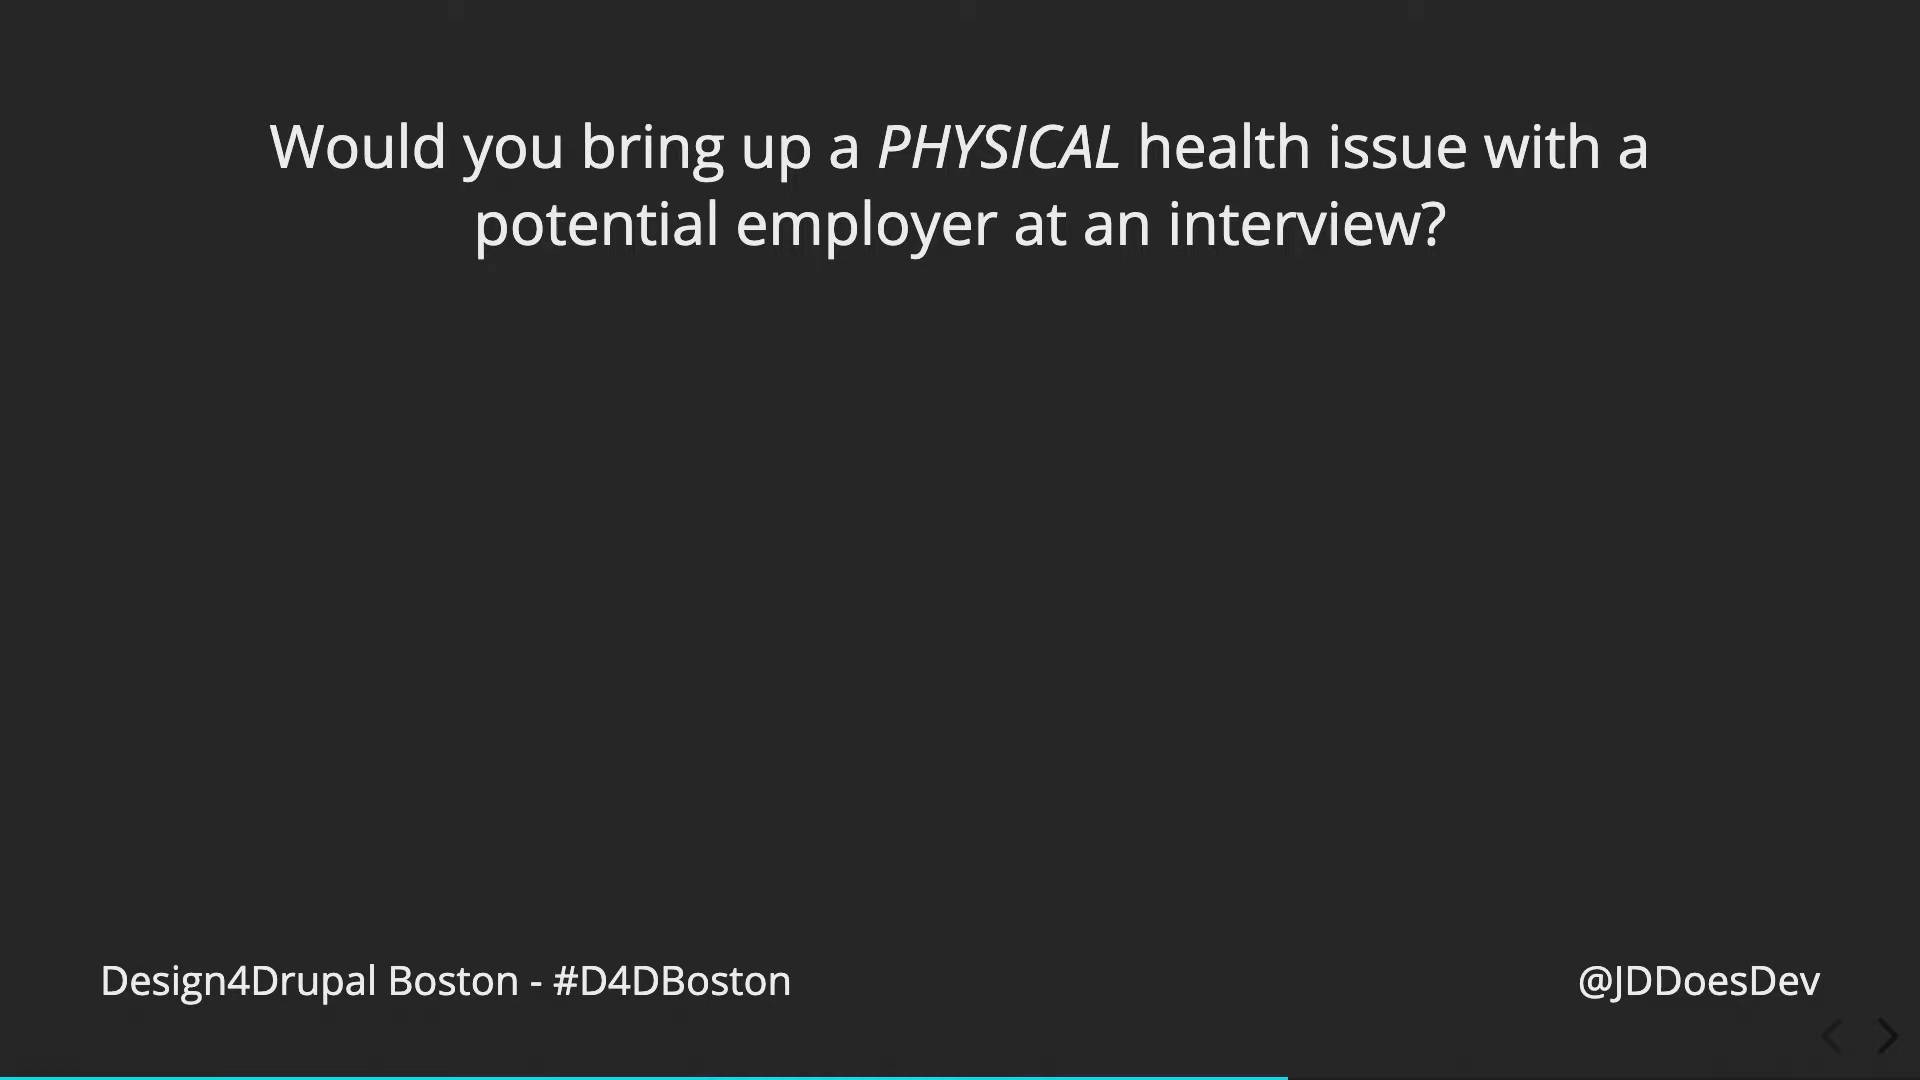 Would you bring up a PHYSICAL health issue with a
potential employer at an interview?
Design4Drupal Boston - #D4DBoston
@JDDoesDev